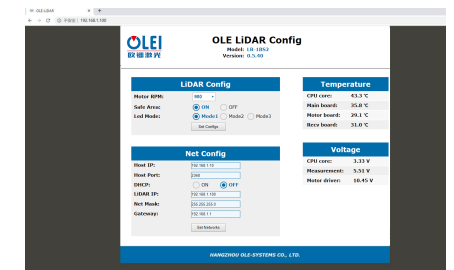 OLE LiDAR
192.168.1.100
OLEI
欧镭激光
OLE LiDAR Config
Model: LR-1BS2
Version: 0.5.40
LiDAR Config
Motor RPM: 900
Safe Area: ON OFF
Led Mode: Mode1 Mode2 Mode3
Set Configs
Net Config
Host IP: 192.168.1.10
Host Port: 2368
DHCP: ON OFF
LiDAR IP: 192.168.1.100
Net Mask: 255.255.255.0
Gateway: 192.168.1.1
Set Networks
Temperature
CPU core: 43.3 ℃
Main board: 35.8 ℃
Motor board: 29.1 ℃
Recv board: 31.0 ℃
Voltage
CPU core: 3.33 V
Measurement: 5.51 V
Motor driver: 10.45 V
HANGZHOU OLE-SYSTEMS CO., LTD.